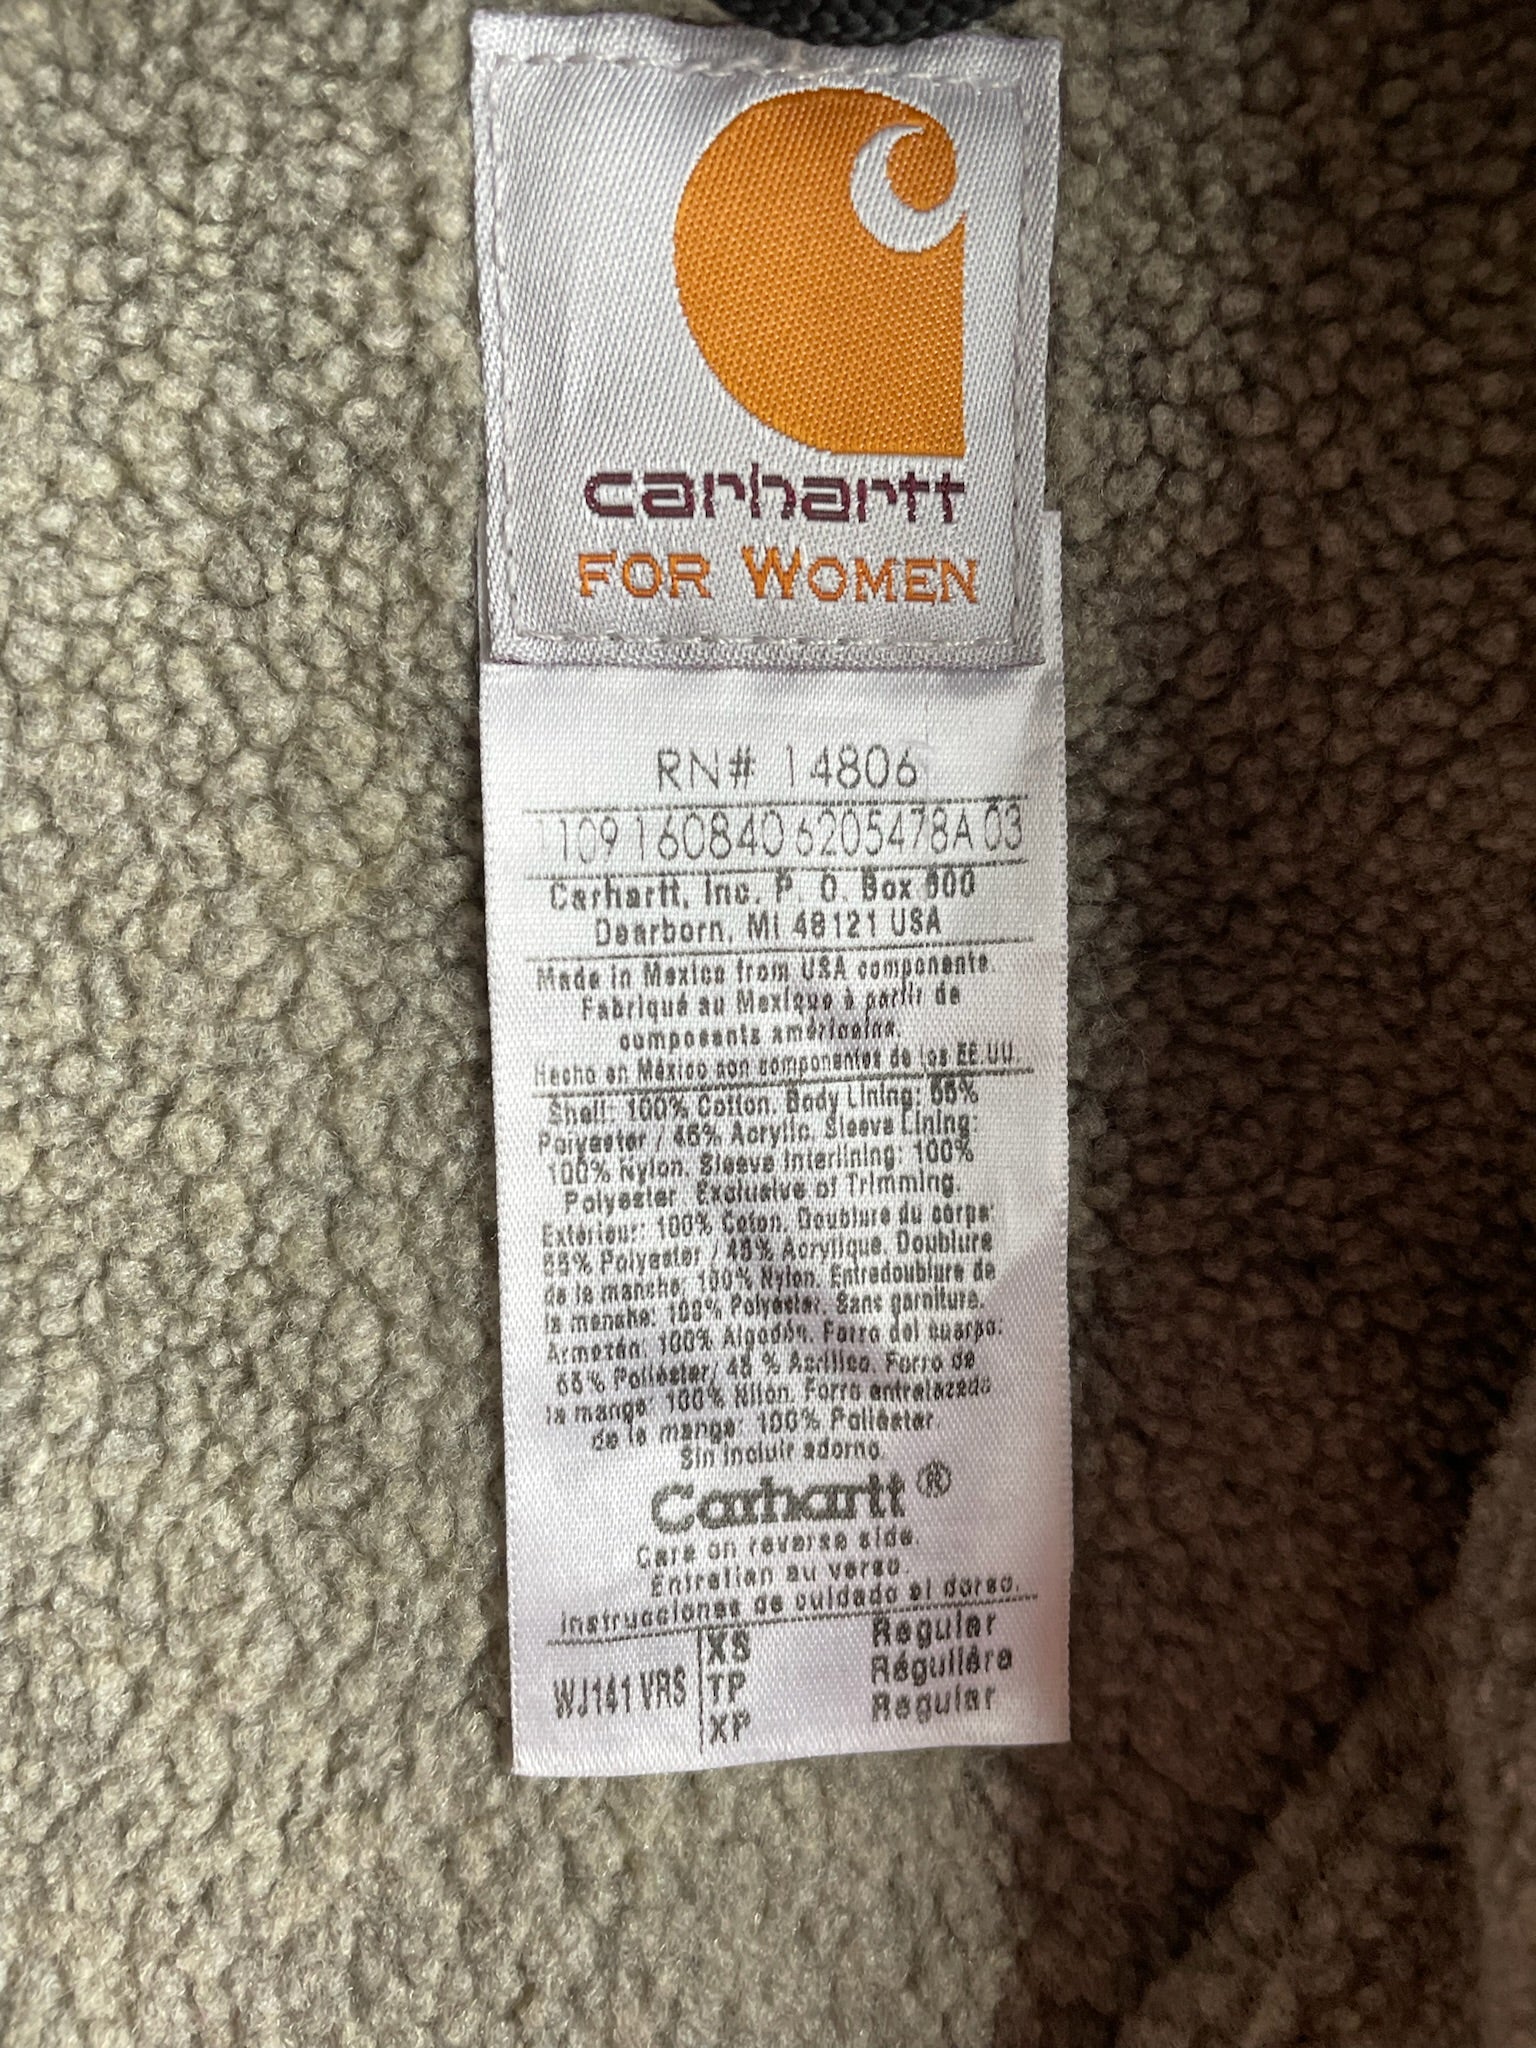 carhartt
FOR WOMEN
RN# 14806
1109 160840 6205478A 03
Carhartt, Inc. P. O. Box 600
Dearborn, MI 48121 USA
Made in Mexico from USA components.
Fabriqué au Mexique à partir de
composants américains.
Hecho en México con componentes de los EE.UU.
Shell: 100% Cotton. Body Lining: 55%
Polyester / 45% Acrylic. Sleeve Lining:
100% Nylon. Sleeve Interlining: 100%
Polyester. Exclusive of Trimming.
Extérieur: 100% Coton. Doublure du corps:
55% Polyester / 45% Acrylique. Doublure
de la manche: 100% Nylon. Entredoublure de
la manche: 100% Polyester. Sans garniture.
Armazón: 100% Algodón. Forro del cuerpo:
55% Poliéster/ 45 % Acrílico. Forro de
la manga: 100% Nilon. Forro entrelazado
de la manga: 100% Poliéster.
Sin incluir adorno.
Carhartt ®
Care on reverse side.
Entretien au verso.
Instrucciones de cuidado al dorso.
WJ141 VRS
XS Regular
TP Régulière
XP Regular